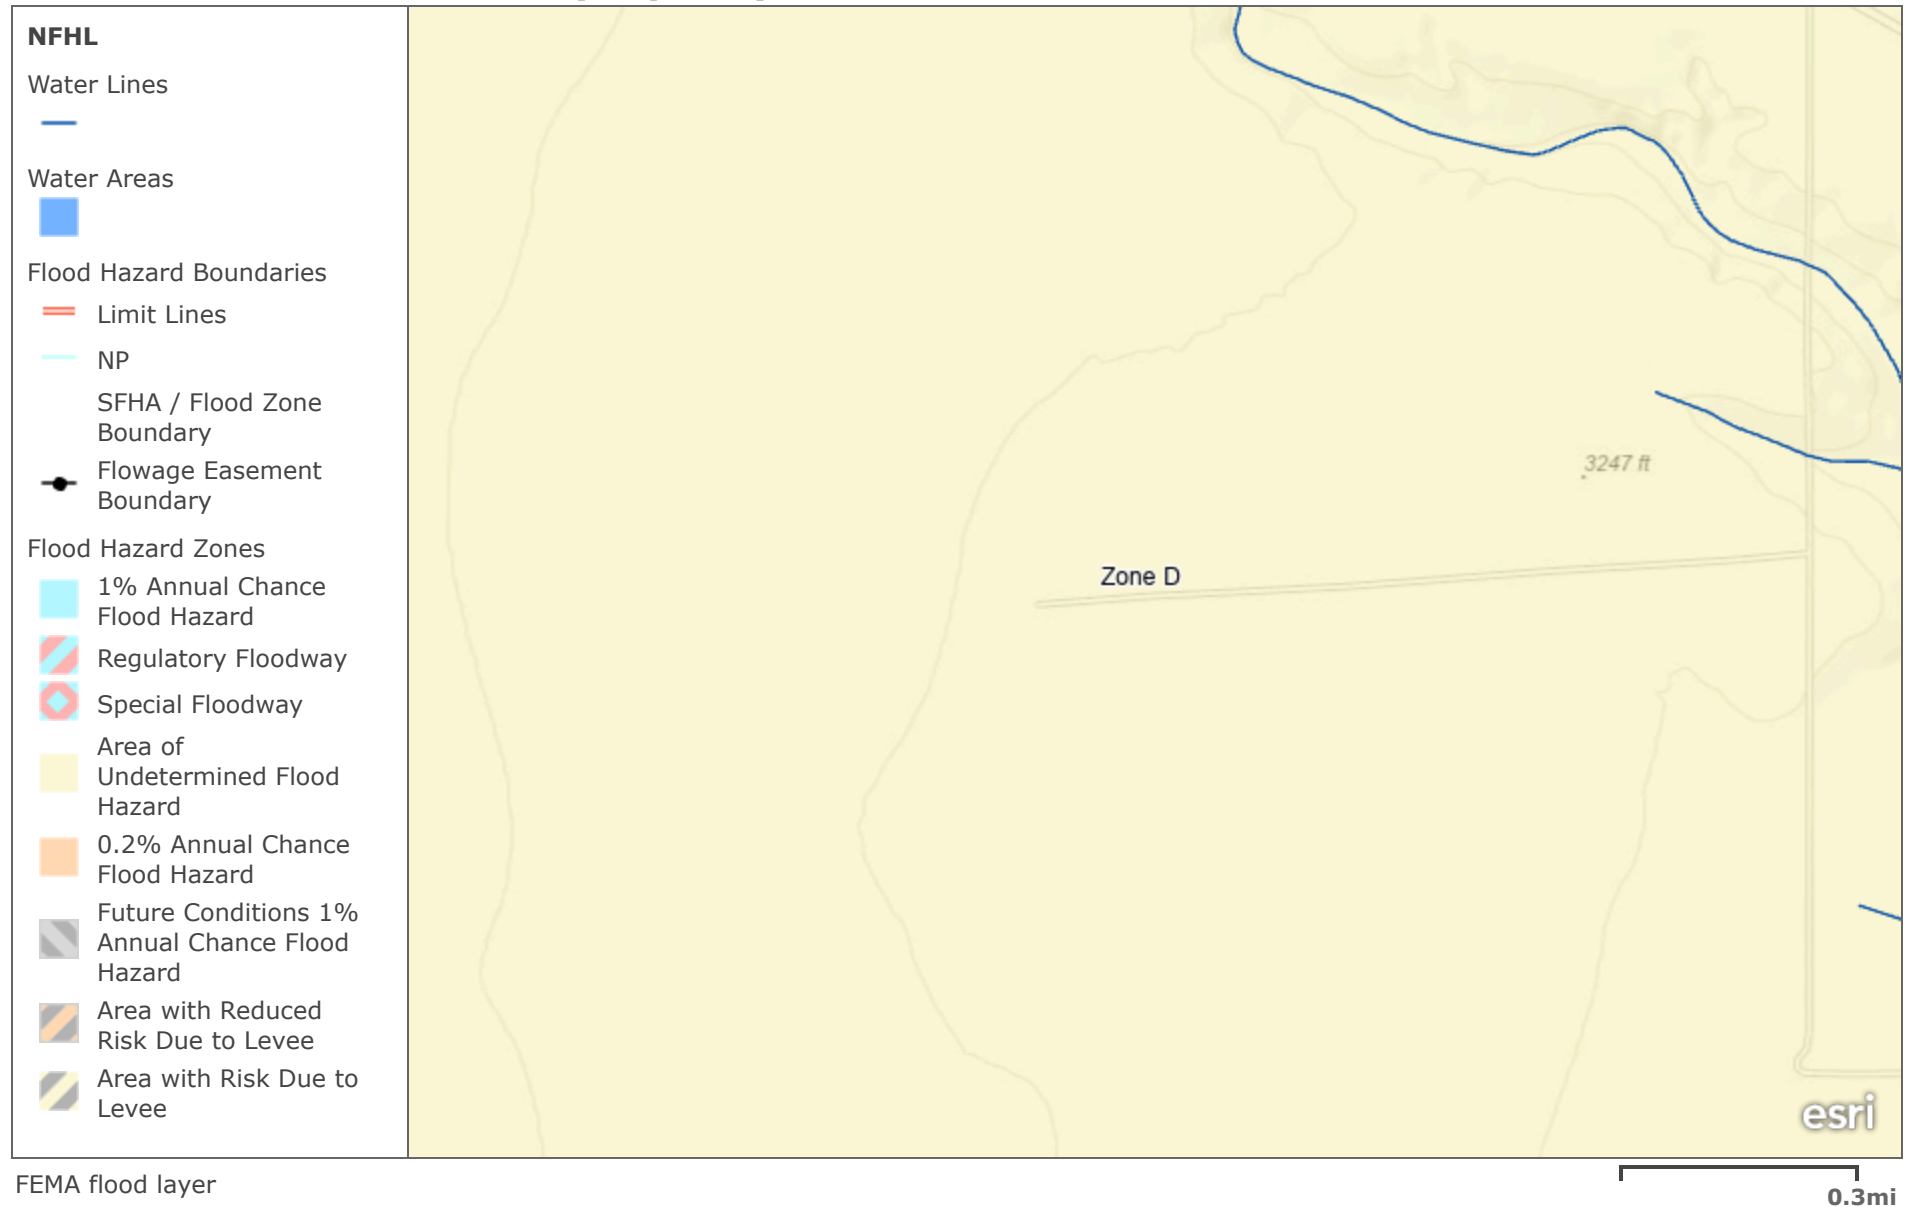 NFHL
Water Lines
Water Areas
Flood Hazard Boundaries
Limit Lines
NP
SFHA / Flood Zone
Boundary
Flowage Easement
Boundary
Flood Hazard Zones
1% Annual Chance
Flood Hazard
Regulatory Floodway
Special Floodway
Area of
Undetermined Flood
Hazard
0.2% Annual Chance
Flood Hazard
Future Conditions 1%
Annual Chance Flood
Hazard
Area with Reduced
Risk Due to Levee
Area with Risk Due to
Levee
3247 ft
Zone D
esri
FEMA flood layer
0.3mi